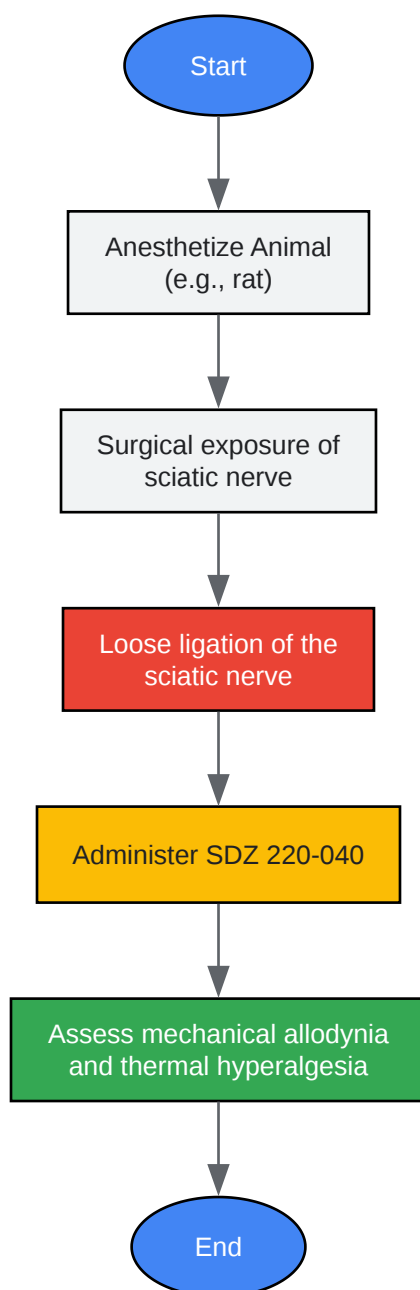 Start
Anesthetize Animal
(e.g., rat)
Surgical exposure of
sciatic nerve
Loose ligation of the
sciatic nerve
Administer SDZ 220-040
Assess mechanical allodynia
and thermal hyperalgesia
End